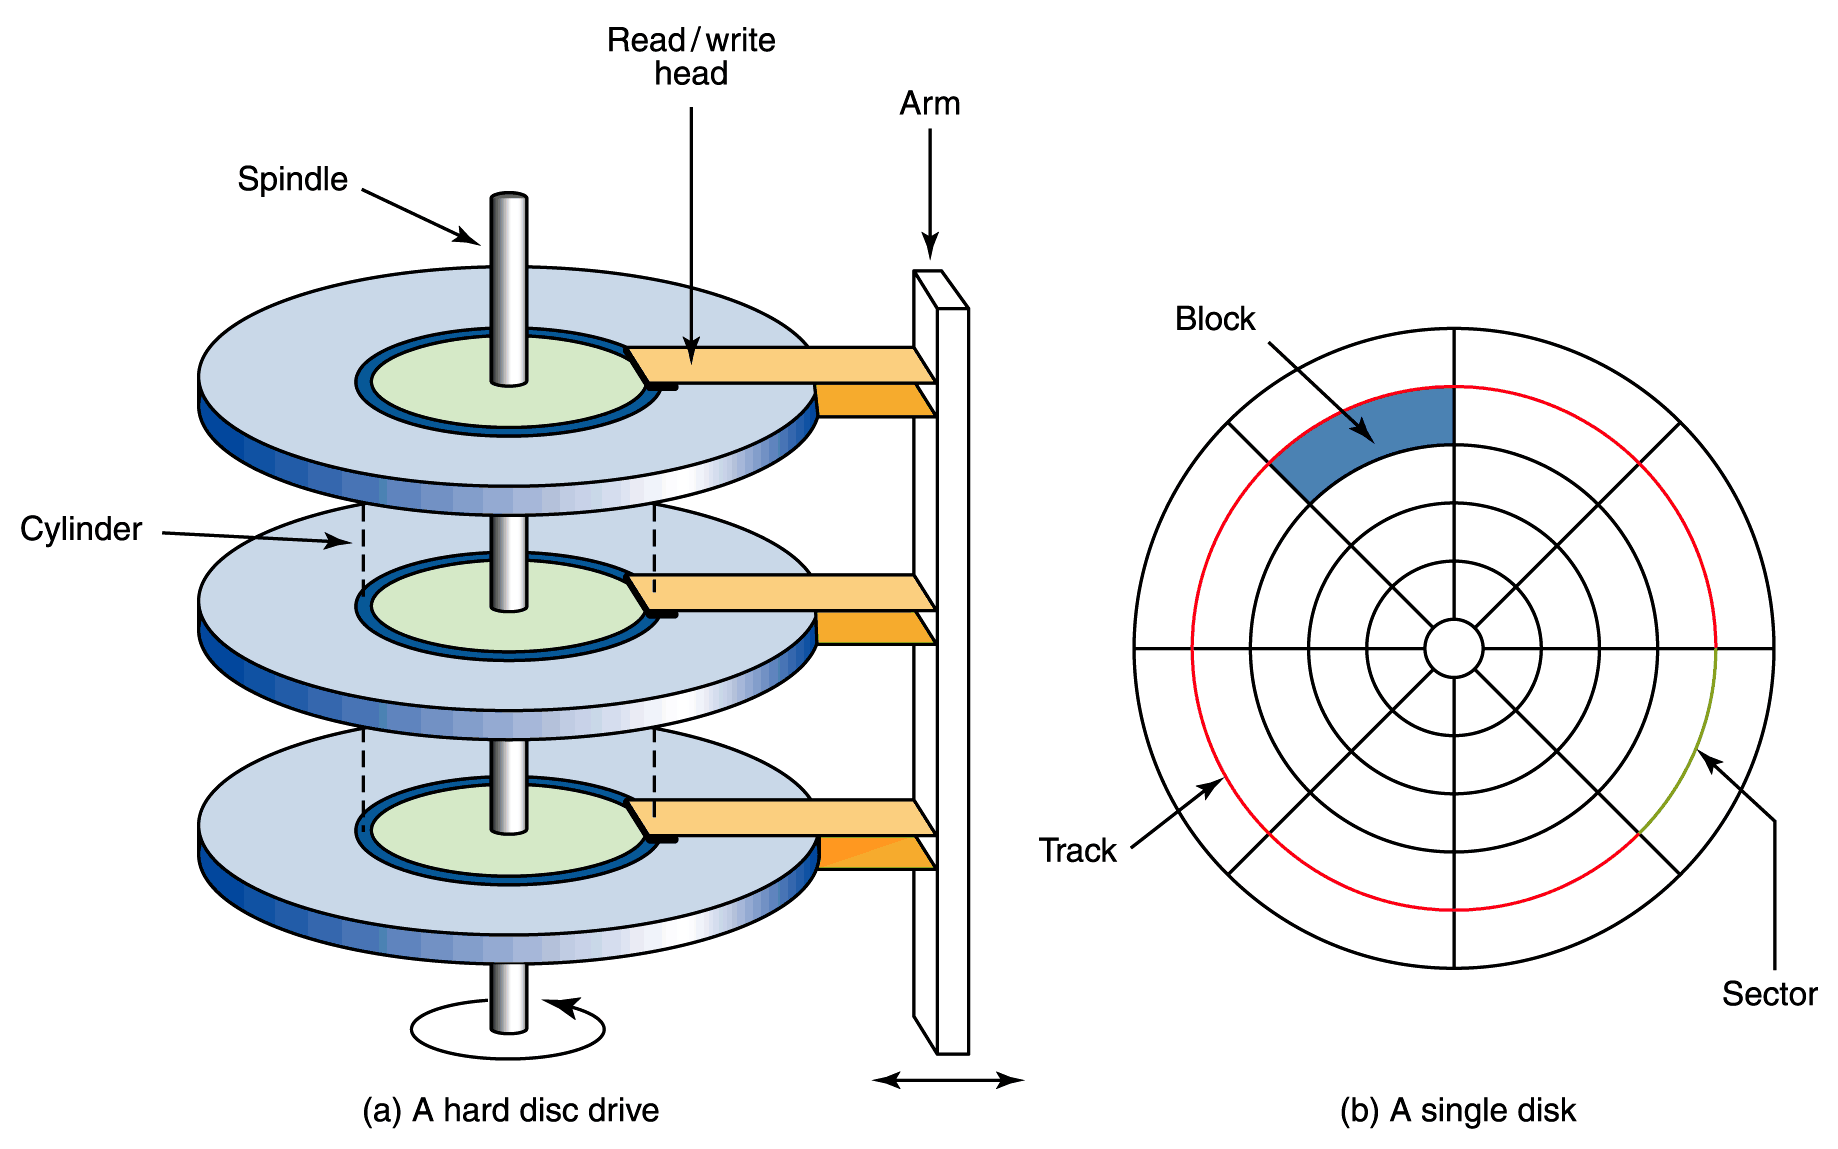 Read/write
head
Arm
Spindle
Block
Cylinder
Track
Sector
(a) A hard disc drive
(b) A single disk